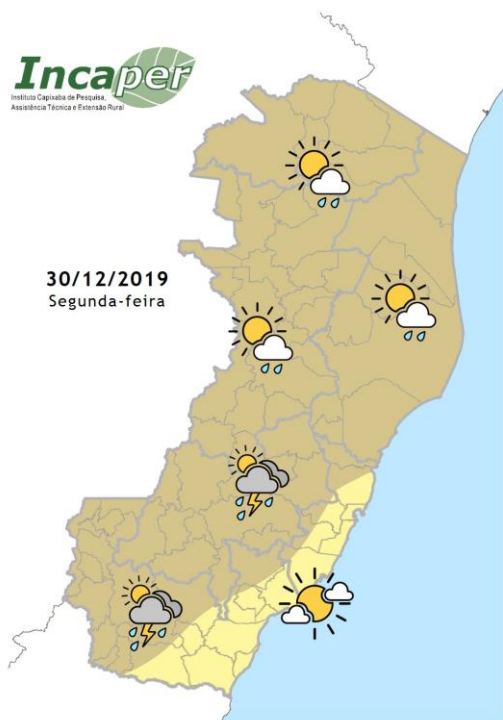 Incaper
Instituto Capixaba de Pesquisa,
Assistência Técnica e Extensão Rural
30/12/2019
Segunda-feira